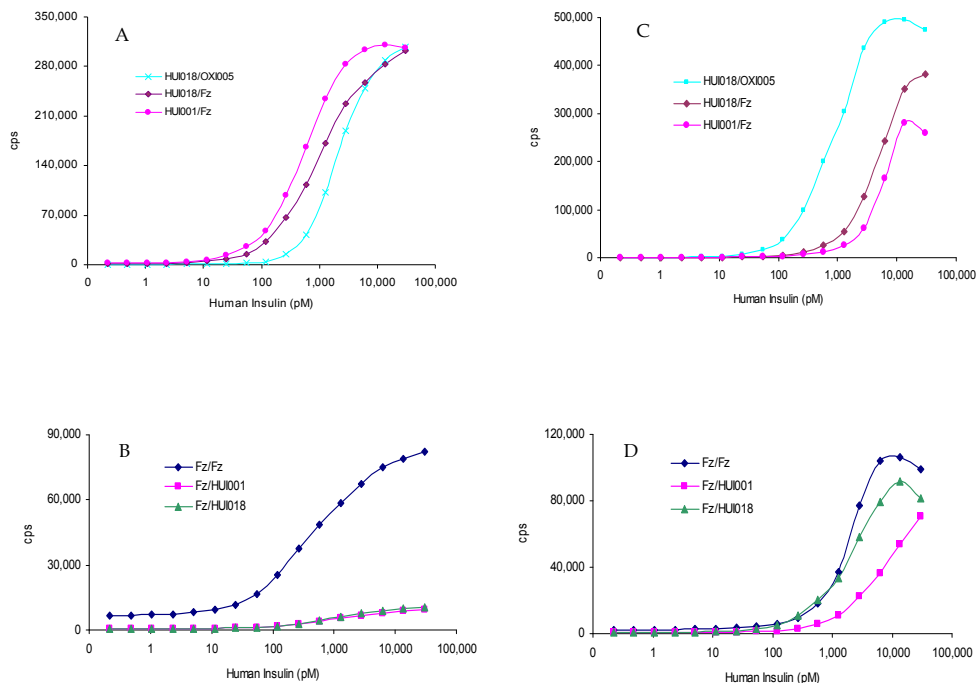 A
350,000
280,000
210,000
140,000
70,000
0
cps
HUI018/OXI005
HUI018/Fz
HUI001/Fz
0 1 10 100 1,000 10,000 100,000
Human Insulin (pM)
C
500,000
400,000
300,000
200,000
100,000
0
cps
HUI018/OXI005
HUI018/Fz
HUI001/Fz
0 1 10 100 1,000 10,000 100,000
Human Insulin (pM)
B
90,000
60,000
30,000
0
cps
Fz/Fz
Fz/HUI001
Fz/HUI018
0 1 10 100 1,000 10,000 100,000
Human Insulin (pM)
D
120,000
80,000
40,000
0
cps
Fz/Fz
Fz/HUI001
Fz/HUI018
0 1 10 100 1,000 10,000 100,000
Human Insulin (pM)